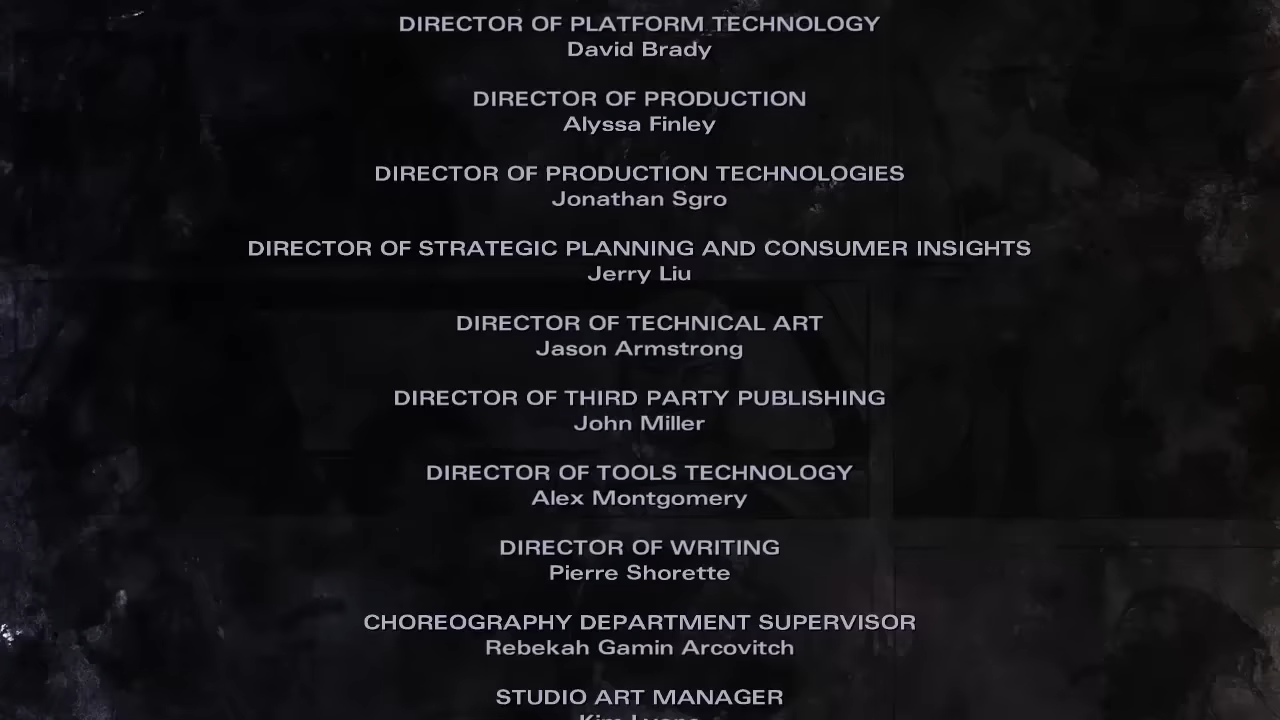 DIRECTOR OF PLATFORM TECHNOLOGY
David Brady
DIRECTOR OF PRODUCTION
Alyssa Finley
DIRECTOR OF PRODUCTION TECHNOLOGIES
Jonathan Sgro
DIRECTOR OF STRATEGIC PLANNING AND CONSUMER INSIGHTS
Jerry Liu
DIRECTOR OF TECHNICAL ART
Jason Armstrong
DIRECTOR OF THIRD PARTY PUBLISHING
John Miller
DIRECTOR OF TOOLS TECHNOLOGY
Alex Montgomery
DIRECTOR OF WRITING
Pierre Shorette
CHOREOGRAPHY DEPARTMENT SUPERVISOR
Rebekah Gamin Arcovitch
STUDIO ART MANAGER